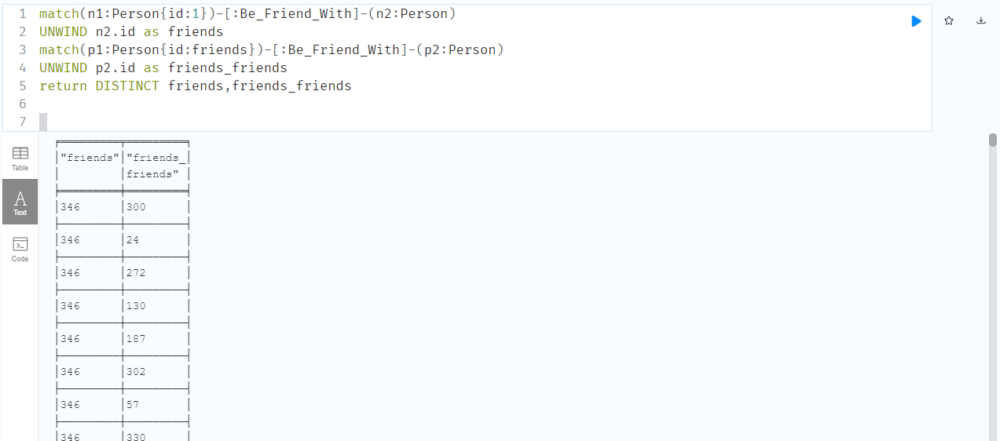 1 match(n1:Person{id:1})-[:Be_Friend_With]-(n2:Person)
2 UNWIND n2.id as friends
3 match(p1:Person{id:friends})-[:Be_Friend_With]-(p2:Person)
4 UNWIND p2.id as friends_friends
5 return DISTINCT friends,friends_friends
6
7
Table
Text
Code
"friends" "friends_
friends"
346 300
346 24
346 272
346 130
346 187
346 302
346 57
346 330